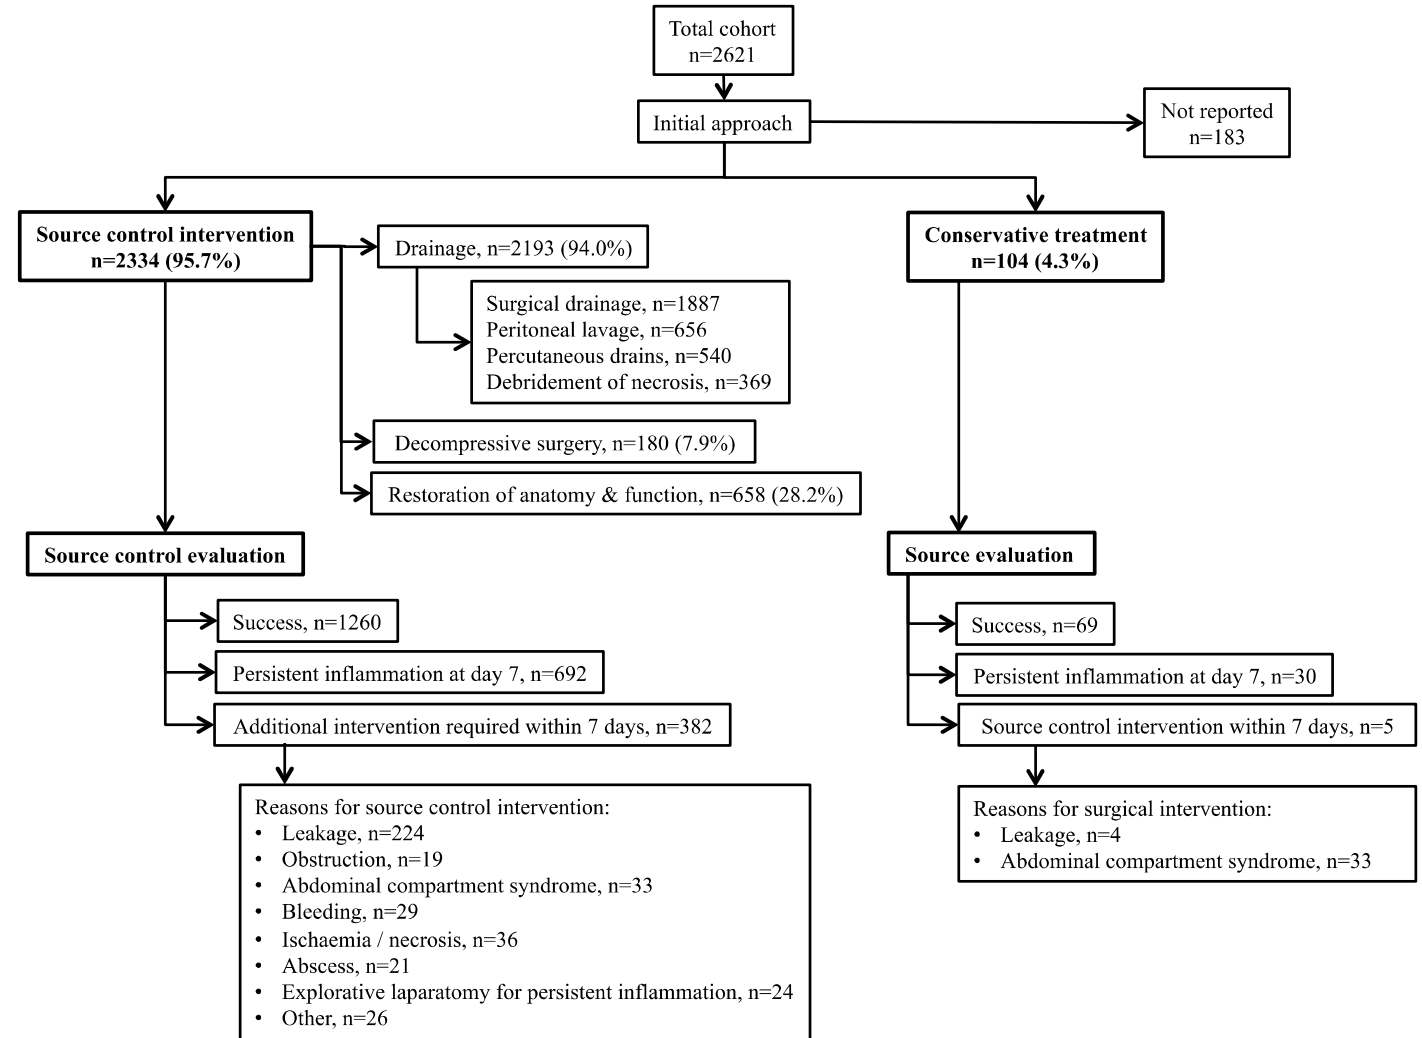 Total cohort
n=2621
Initial approach
Not reported
n=183
Source control intervention
n=2334 (95.7%)
Drainage, n=2193 (94.0%)
Surgical drainage, n=1887
Peritoneal lavage, n=656
Percutaneous drains, n=540
Debridement of necrosis, n=369
Decompressive surgery, n=180 (7.9%)
Restoration of anatomy & function, n=658 (28.2%)
Conservative treatment
n=104 (4.3%)
Source control evaluation
Success, n=1260
Persistent inflammation at day 7, n=692
Additional intervention required within 7 days, n=382
Reasons for source control intervention:
• Leakage, n=224
• Obstruction, n=19
• Abdominal compartment syndrome, n=33
• Bleeding, n=29
• Ischaemia / necrosis, n=36
• Abscess, n=21
• Explorative laparatomy for persistent inflammation, n=24
• Other, n=26
Source evaluation
Success, n=69
Persistent inflammation at day 7, n=30
Source control intervention within 7 days, n=5
Reasons for surgical intervention:
• Leakage, n=4
• Abdominal compartment syndrome, n=33